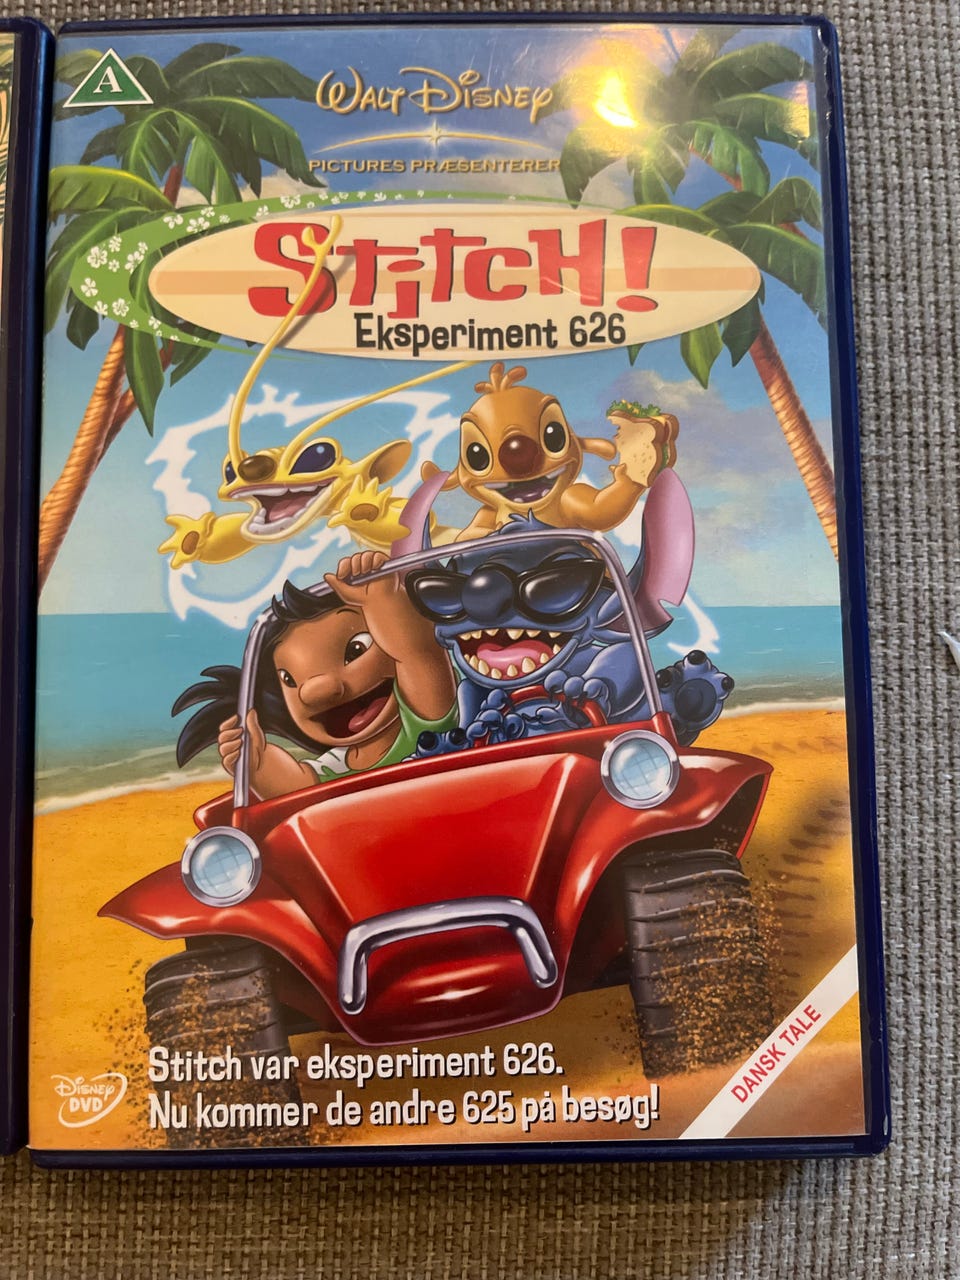 A
WALT DISNEY
PICTURES PRÆSENTERER
STITCH!
Eksperiment 626
Stitch var eksperiment 626.
Nu kommer de andre 625 på besøg!
DISNEY
DVD
DANSK TALE